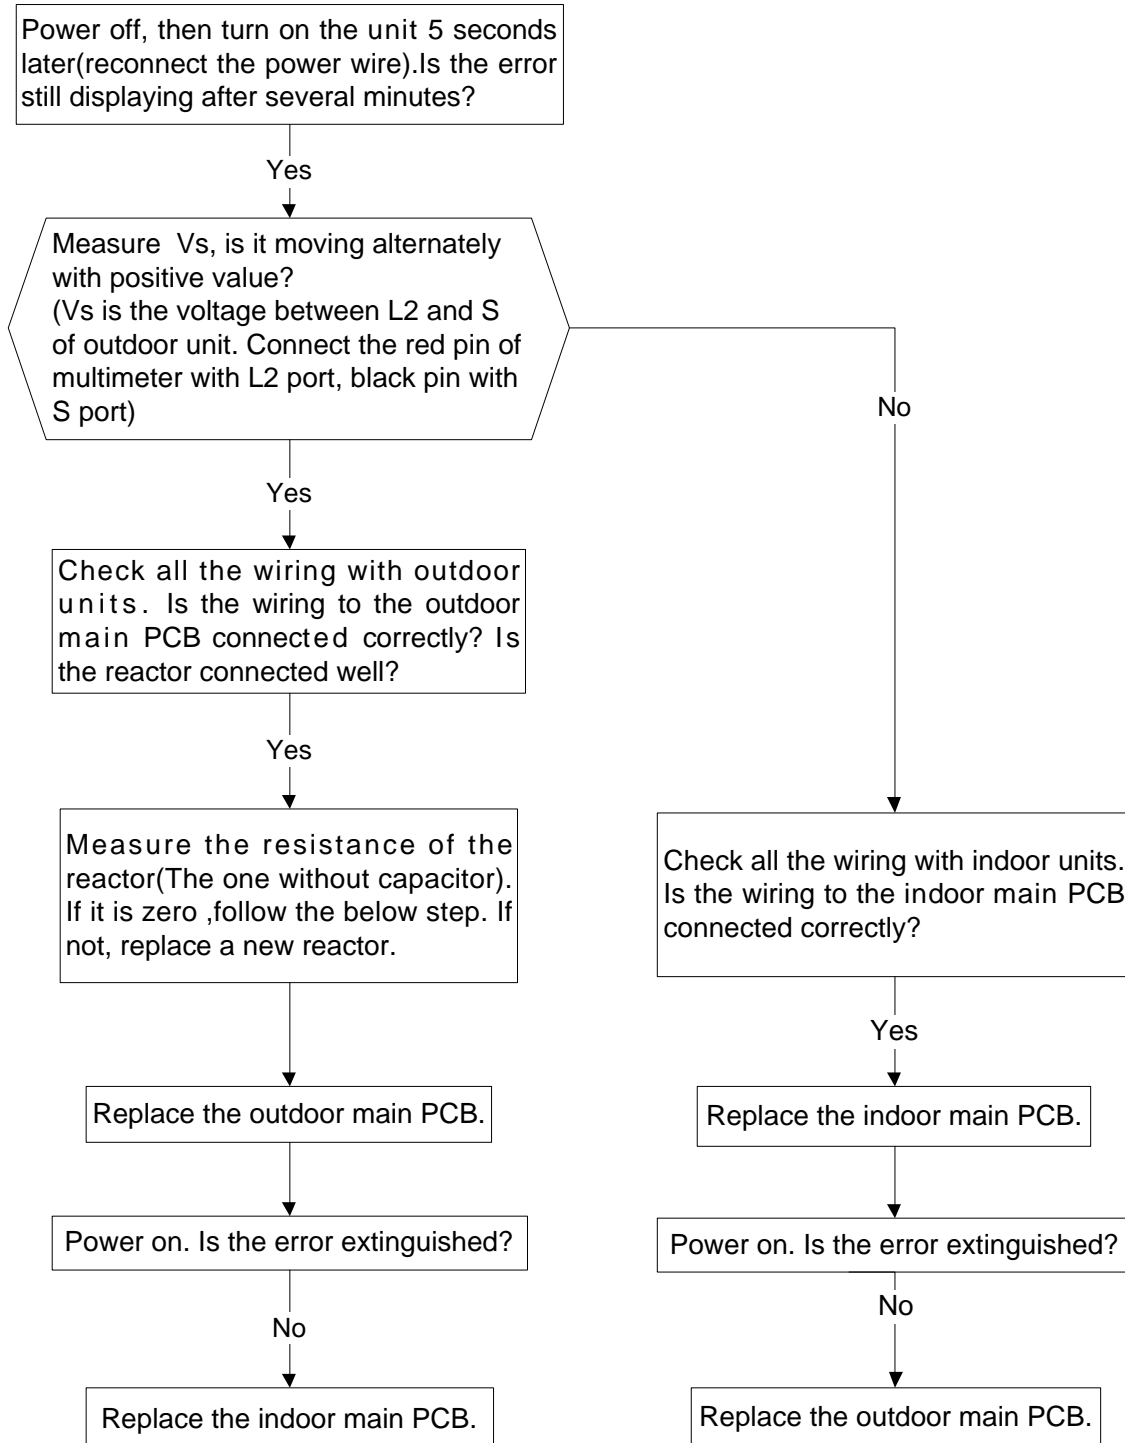 Power off, then turn on the unit 5 seconds
later(reconnect the power wire).Is the error
still displaying after several minutes?
Yes
Measure Vs, is it moving alternately
with positive value?
(Vs is the voltage between L2 and S
of outdoor unit. Connect the red pin of
multimeter with L2 port, black pin with
S port)
No
Yes
Check all the wiring with outdoor
units. Is the wiring to the outdoor
main PCB connected correctly? Is
the reactor connected well?
Yes
Measure the resistance of the
reactor(The one without capacitor).
If it is zero ,follow the below step. If
not, replace a new reactor.
Check all the wiring with indoor units.
Is the wiring to the indoor main PCB
connected correctly?
Yes
Replace the outdoor main PCB.
Replace the indoor main PCB.
Power on. Is the error extinguished?
Power on. Is the error extinguished?
No
No
Replace the indoor main PCB.
Replace the outdoor main PCB.